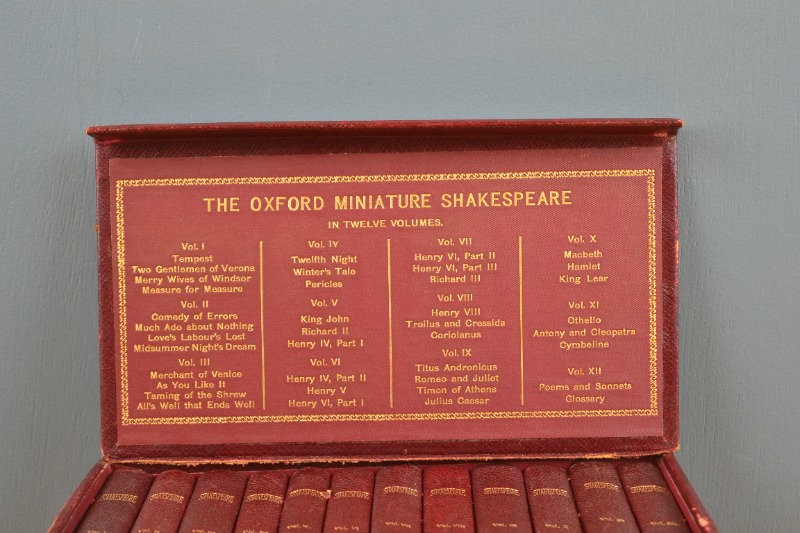 THE OXFORD MINIATURE SHAKESPEARE
IN TWELVE VOLUMES.
Vol. I
Tempest
Two Gentlemen of Verona
Merry Wives of Windsor
Measure for Measure
Vol. II
Comedy of Errors
Much Ado about Nothing
Love's Labour's Lost
Midsummer Night's Dream
Vol. III
Merchant of Venice
As You Like It
Taming of the Shrew
All's Well that Ends Well
Vol. IV
Twelfth Night
Winter's Tale
Pericles
Vol. V
King John
Richard II
Henry IV, Part I
Vol. VI
Henry IV, Part II
Henry V
Henry VI, Part I
Vol. VII
Henry VI, Part II
Henry VI, Part III
Richard III
Vol. VIII
Henry VIII
Troilus and Cressida
Coriolanus
Vol. IX
Titus Andronicus
Romeo and Juliet
Timon of Athens
Julius Caesar
Vol. X
Macbeth
Hamlet
King Lear
Vol. XI
Othello
Antony and Cleopatra
Cymbeline
Vol. XII
Poems and Sonnets
Glossary
SHAKESPEARE
SHAKESPEARE
SHAKESPEARE
SHAKESPEARE
SHAKESPEARE
SHAKESPEARE
SHAKESPEARE
SHAKESPEARE
SHAKESPEARE
SHAKESPEARE
SHAKESPEARE
SHAKESPEARE